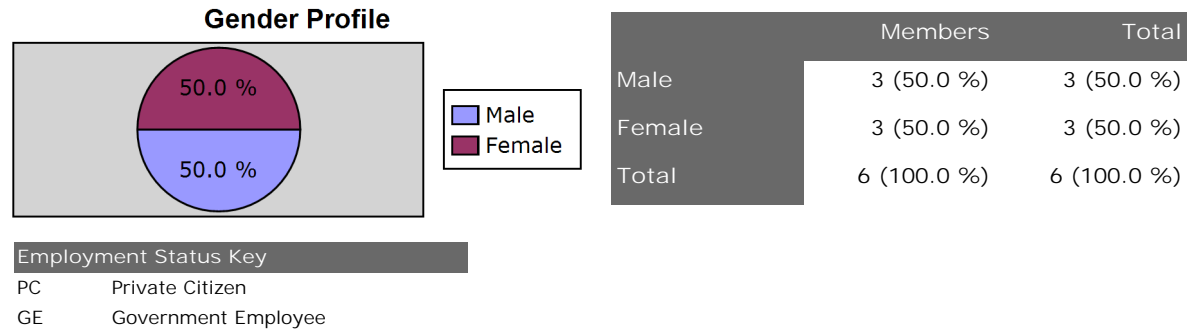 Gender Profile
50.0 %
50.0 %
Male
Female
Members Total
Male 3 (50.0 %) 3 (50.0 %)
Female 3 (50.0 %) 3 (50.0 %)
Total 6 (100.0 %) 6 (100.0 %)
Employment Status Key
PC Private Citizen
GE Government Employee